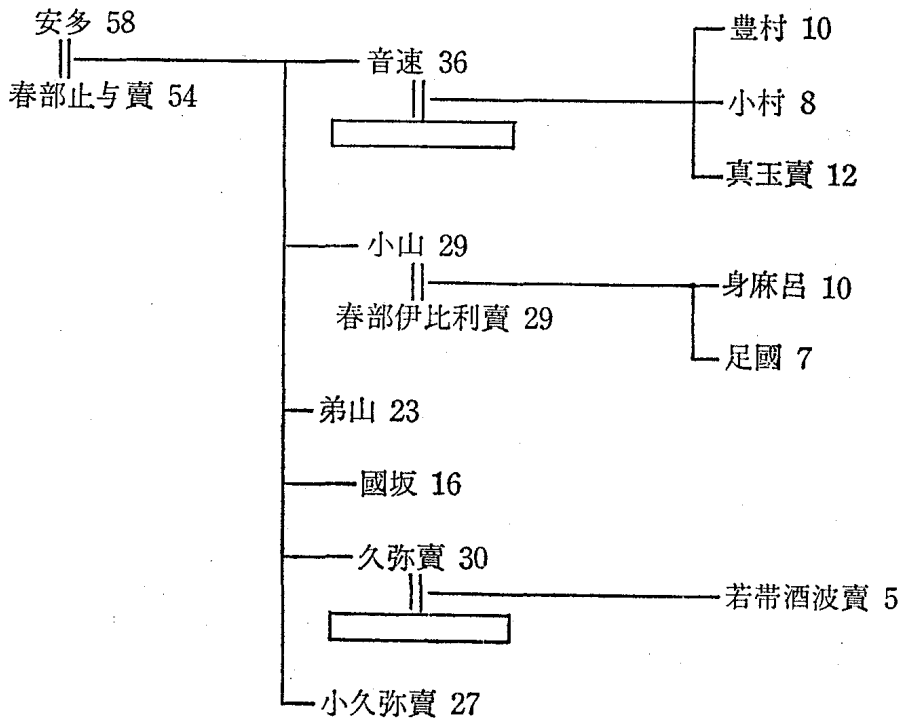 安多 58
春部止与賣 54
音速 36
豊村 10
小村 8
真玉賣 12
小山 29
春部伊比利賣 29
身麻呂 10
足國 7
弟山 23
國坂 16
久弥賣 30
若帯酒波賣 5
小久弥賣 27